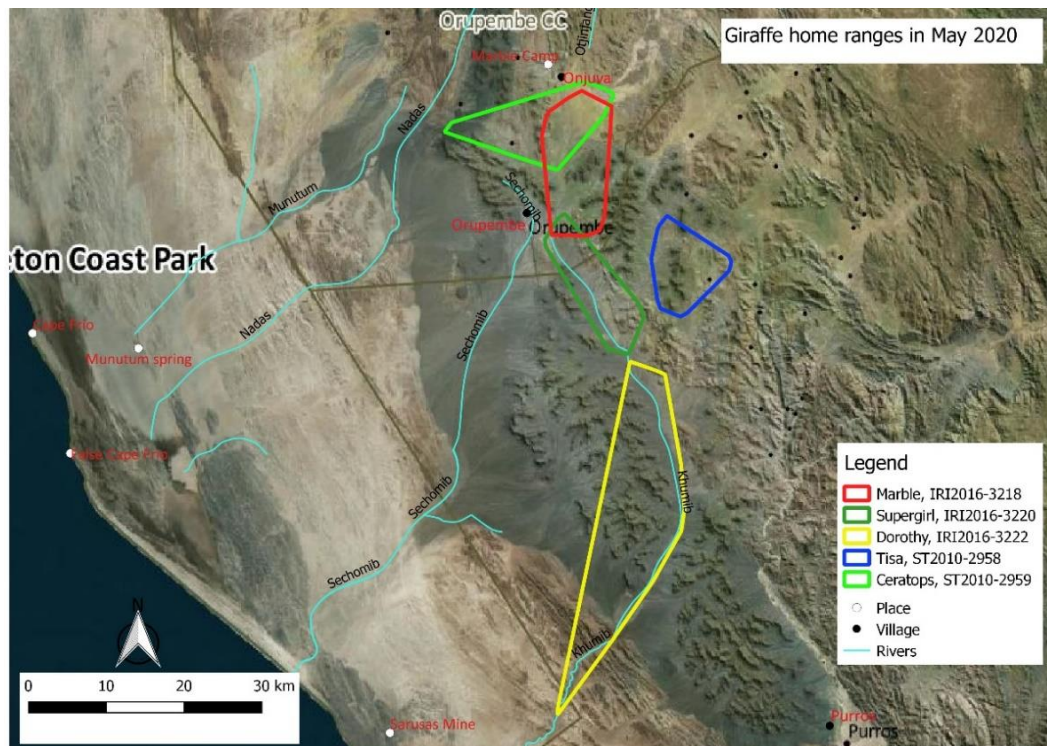 Orupembe CC
Giraffe home ranges in May 2020
Marble Camp
Onjuva
Nadas
Munutum
Sechomib
Orupembe
Orupembe
eton Coast Park
Nadas
Sechomib
Cape Frio
Munutum spring
False Cape Frio
Khumib
Sechomib
Sechomib
Khumib
Legend
Marble, IRI2016-3218
Supergirl, IRI2016-3220
Dorothy, IRI2016-3222
Tisa, ST2010-2958
Ceratops, ST2010-2959
Place
Village
Rivers
N
0 10 20 30 km
Sarusas Mine
Purros
Purros